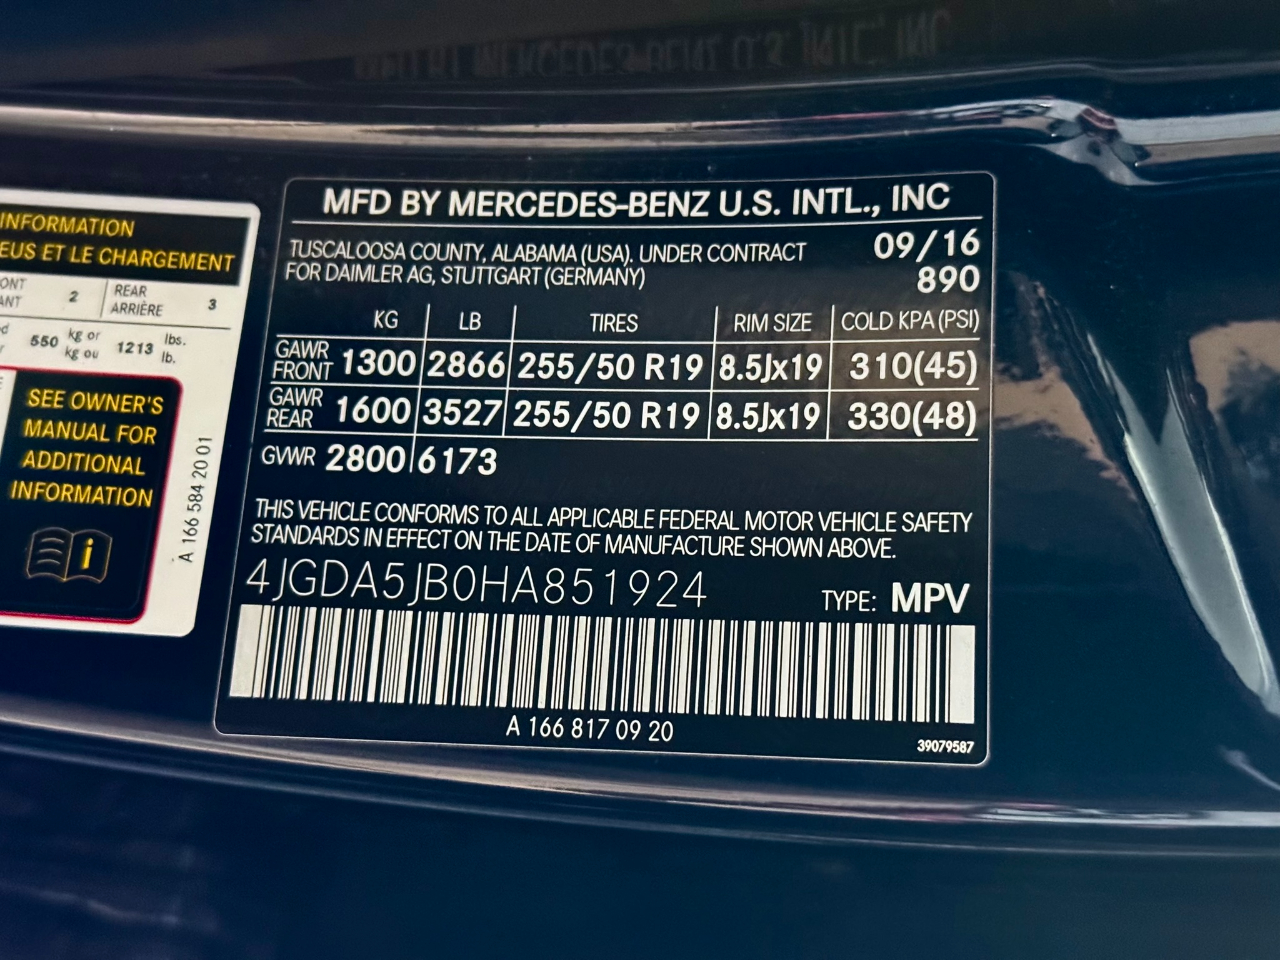 INFORMATION
EUS ET LE CHARGEMENT
2 REAR 3
ARRIÈRE
550 kg or 1213 lbs.
kg ou lb.
SEE OWNER'S
MANUAL FOR
ADDITIONAL
INFORMATION
A 166 584 20 01
MFD BY MERCEDES-BENZ U.S. INTL., INC
TUSCALOOSA COUNTY, ALABAMA (USA). UNDER CONTRACT 09/16
FOR DAIMLER AG, STUTTGART (GERMANY) 890
KG LB TIRES RIM SIZE COLD KPA (PSI)
GAWR FRONT 1300 2866 255/50 R19 8.5Jx19 310(45)
GAWR REAR 1600 3527 255/50 R19 8.5Jx19 330(48)
GVWR 2800 6173
THIS VEHICLE CONFORMS TO ALL APPLICABLE FEDERAL MOTOR VEHICLE SAFETY
STANDARDS IN EFFECT ON THE DATE OF MANUFACTURE SHOWN ABOVE.
4JGDA5JB0HA851924 TYPE: MPV
A 166 817 09 20
39079587